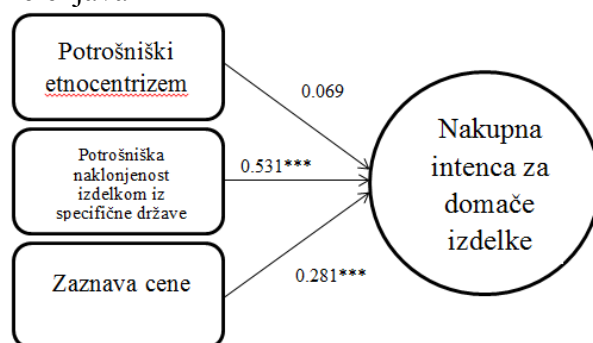 Potrošniški
etnocentrizem
0.069
Potrošniška
naklonjenost
izdelkom iz
specifične države
0.531***
Zaznava cene
0.281***
Nakupna
intenca za
domače
izdelke